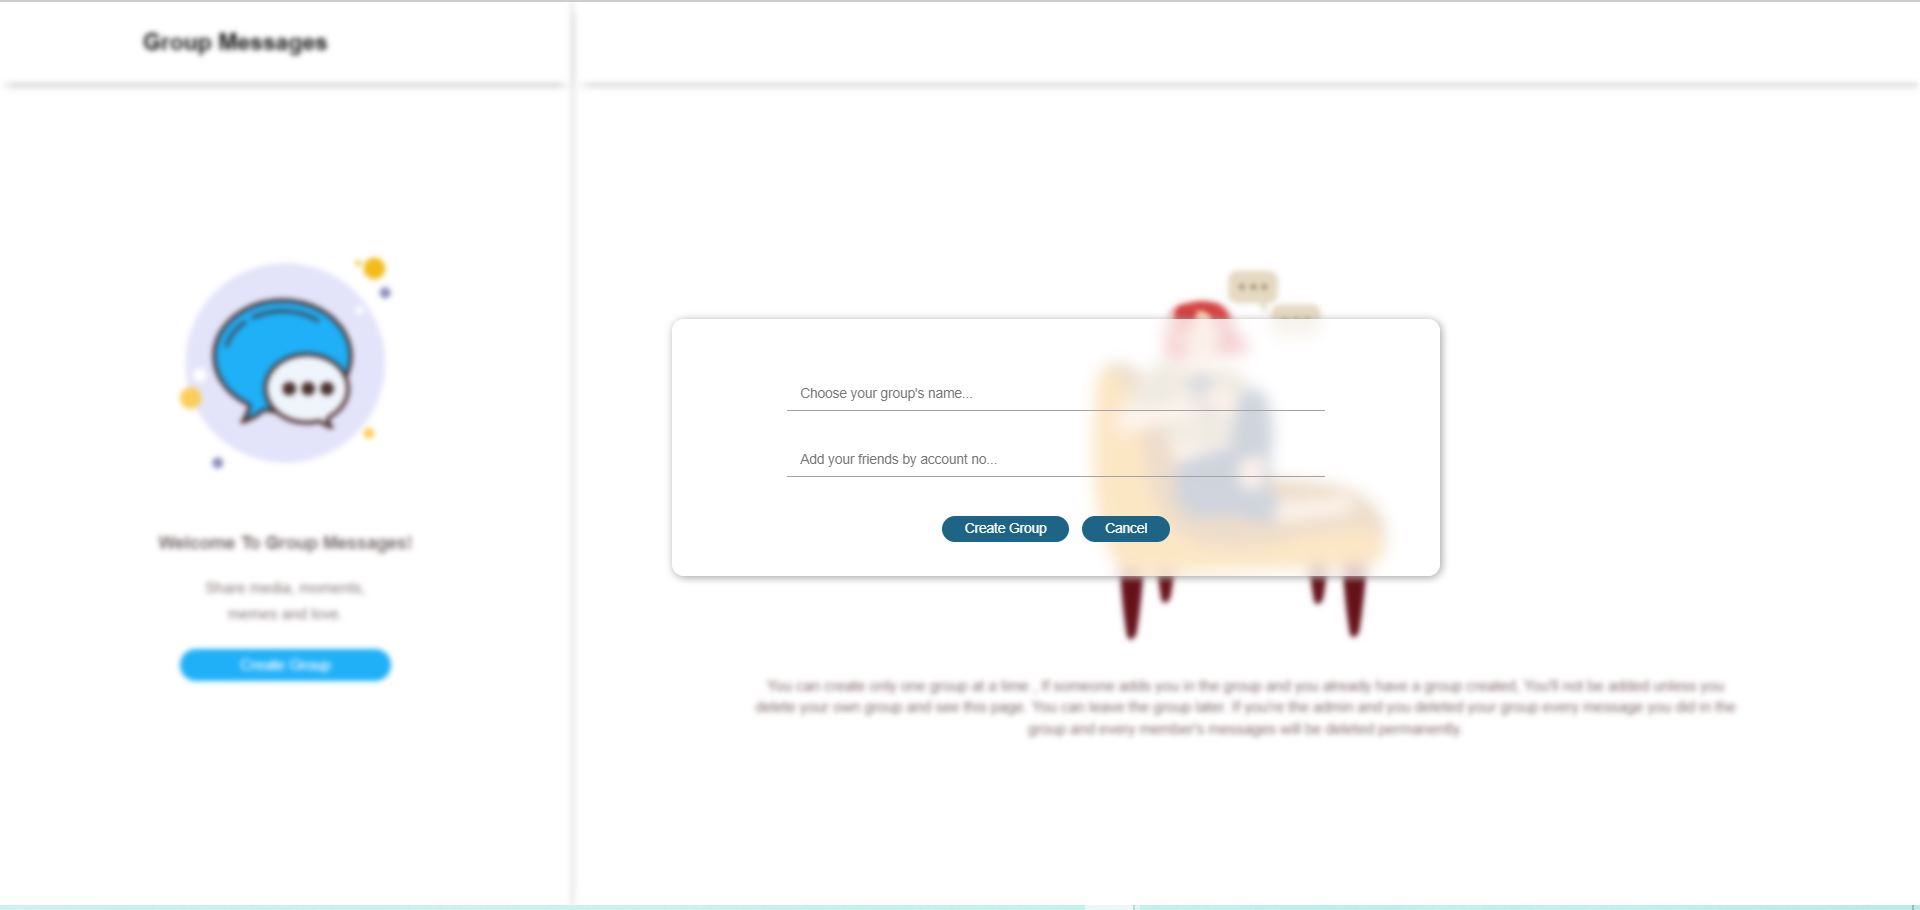 Group Messages
Welcome To Group Messages!
Share media, moments,
memes and love.
Create Group
Choose your group's name...
Add your friends by account no...
Create Group
Cancel
You can create only one group at a time , If someone adds you in the group and you already have a group created, You'll not be added unless you
delete your own group and see this page. You can leave the group later. If you're the admin and you deleted your group every message you did in the
group and every member's messages will be deleted permanently.